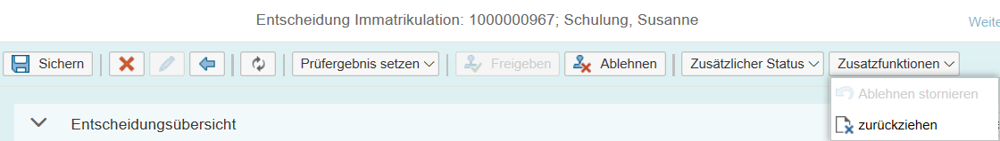 Entscheidung Immatrikulation: 1000000967; Schulung, Susanne
Weite
Sichern Prüfergebnis setzen Freigeben Ablehnen Zusätzlicher Status Zusatzfunktionen
Ablehnen stornieren
Entscheidungsübersicht
zurückziehen